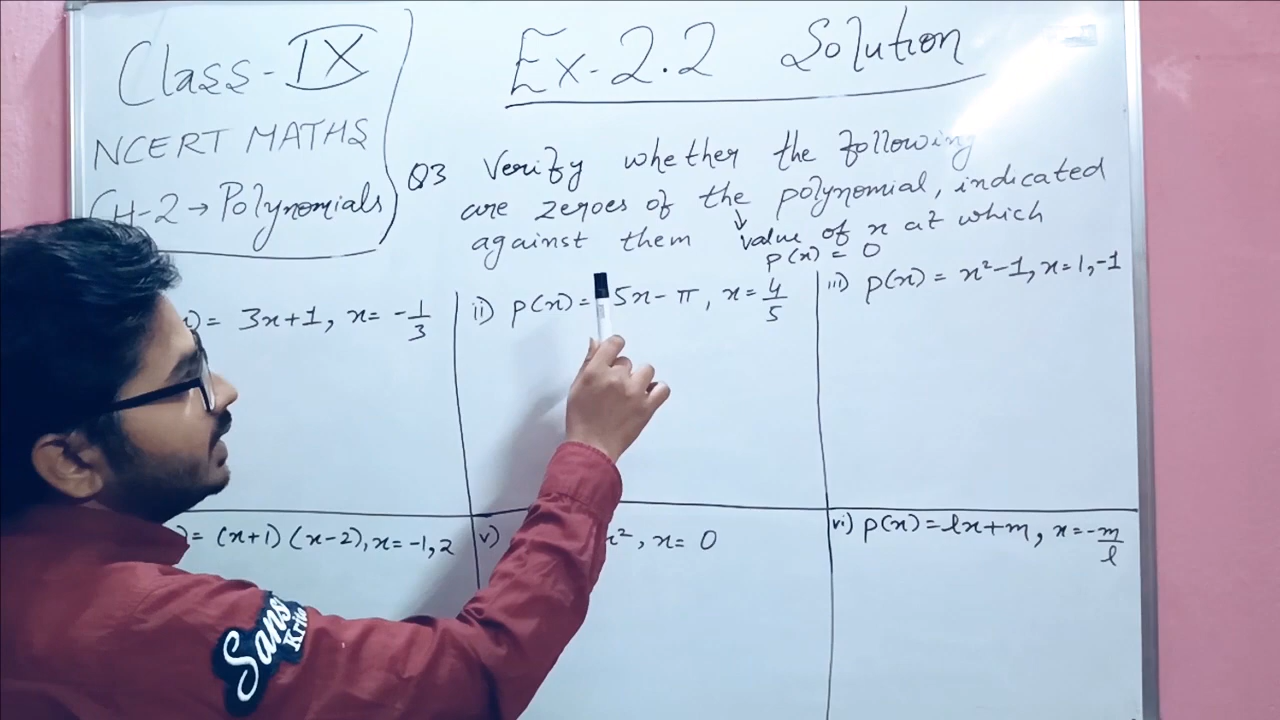 Class-IX
NCERT MATHS
CH-2→Polynomials
Ex-2.2 Solution
Q3 Verify whether the following
are zeroes of the polynomial, indicated
against them
value of x at which
p(x) = 0
)= 3x+1, x= -1/3
ii) p(x)= 5x-π, x= 4/5
iii) p(x)= x²-1, x=1,-1
)= (x+1)(x-2), x=-1, 2
v) x², x= 0
vi) p(x)=lx+m, x=-m/l
Sans
Krit